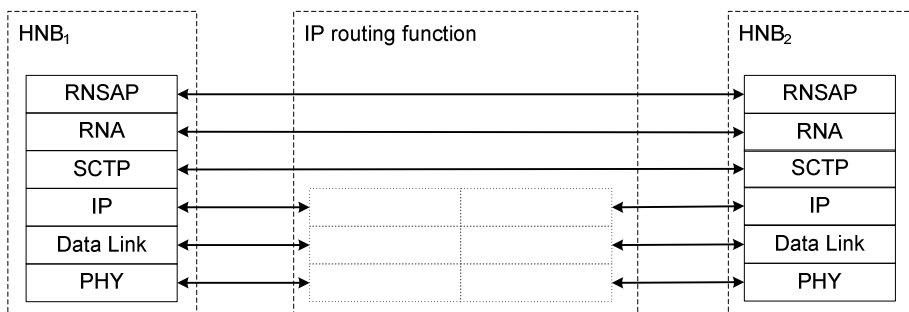 HNB₁
IP routing function
HNB₂
RNSAP
RNSAP
RNA
RNA
SCTP
SCTP
IP
IP
Data Link
Data Link
PHY
PHY